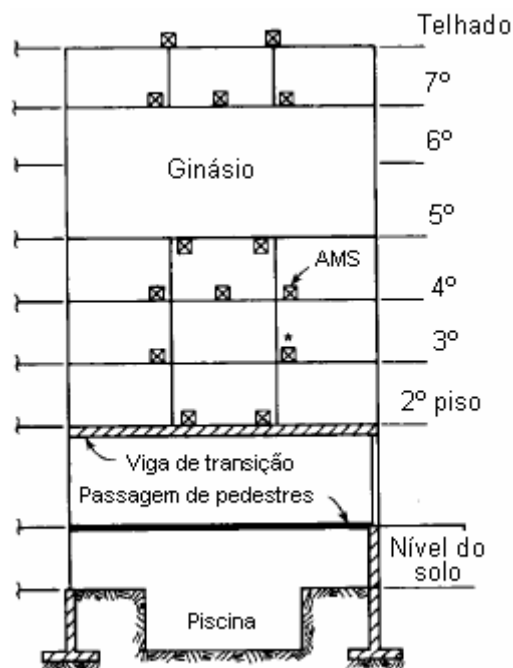 Telhado
7º
6º
Ginásio
5º
AMS
4º
*
3º
2º piso
Viga de transição
Passagem de pedestres
Nível do
solo
Piscina